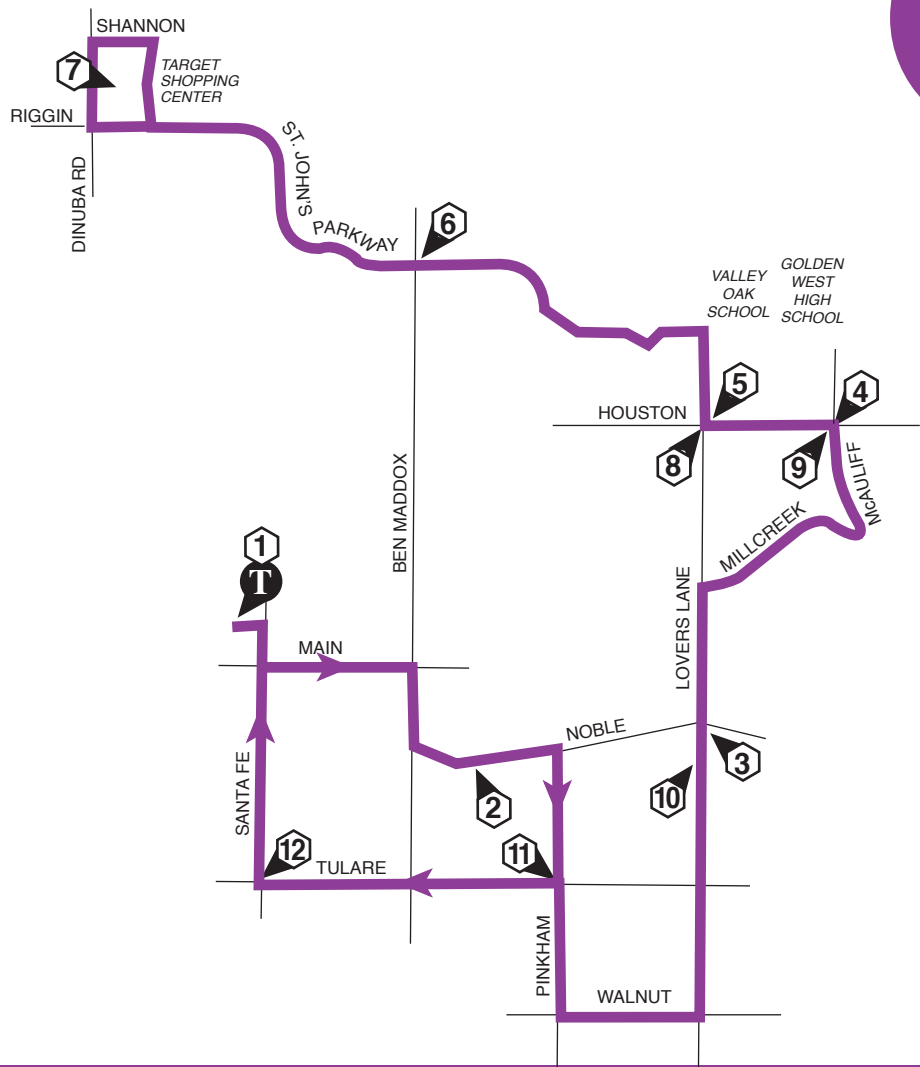 SHANNON
7
TARGET
SHOPPING
CENTER
RIGGIN
DINUBA RD
ST. JOHN'S
PARKWAY
6
VALLEY
OAK
SCHOOL
GOLDEN
WEST
HIGH
SCHOOL
5
4
HOUSTON
8
9
McAULIFF
BEN MADDOX
MILLCREEK
1
T
LOVERS LANE
MAIN
NOBLE
SANTA FE
3
2
10
12
11
TULARE
PINKHAM
WALNUT